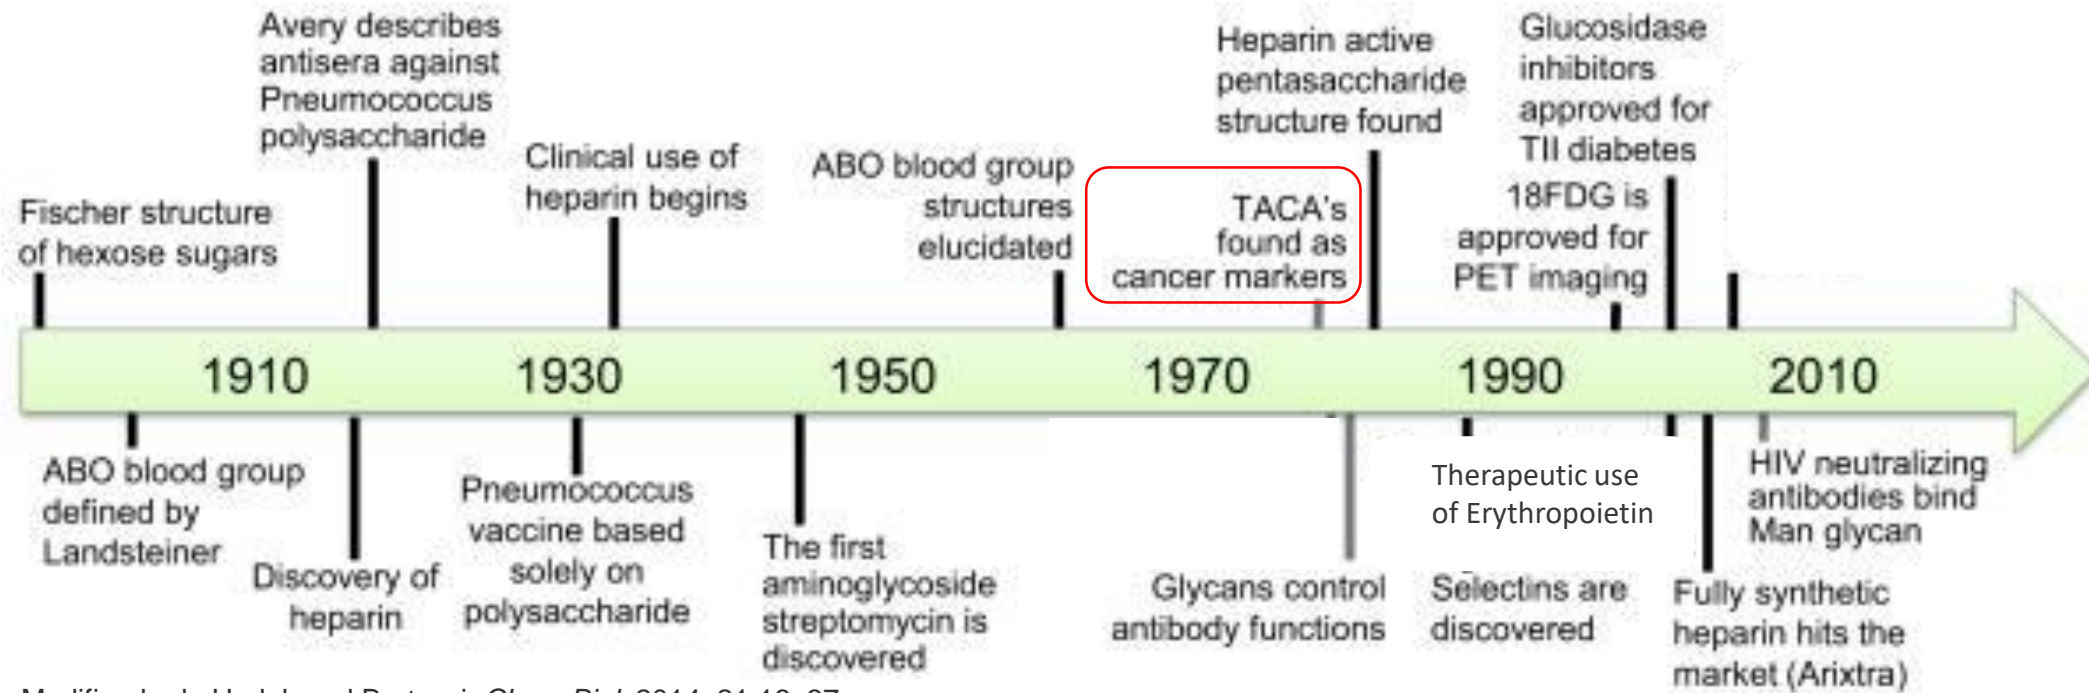 Avery describes
antisera against
Pneumococcus
polysaccharide
Fischer structure
of hexose sugars
Clinical use of
heparin begins
ABO blood group
structures
elucidated
TACA's
found as
cancer markers
Heparin active
pentasaccharide
structure found
Glucosidase
inhibitors
approved for
TII diabetes
18FDG is
approved for
PET imaging
1910
1930
1950
1970
1990
2010
ABO blood group
defined by
Landsteiner
Discovery of
heparin
Pneumococcus
vaccine based
solely on
polysaccharide
The first
aminoglycoside
streptomycin is
discovered
Glycans control
antibody functions
Therapeutic use
of Erythropoietin
Selectins are
discovered
Fully synthetic
heparin hits the
market (Arixtra)
HIV neutralizing
antibodies bind
Man glycan